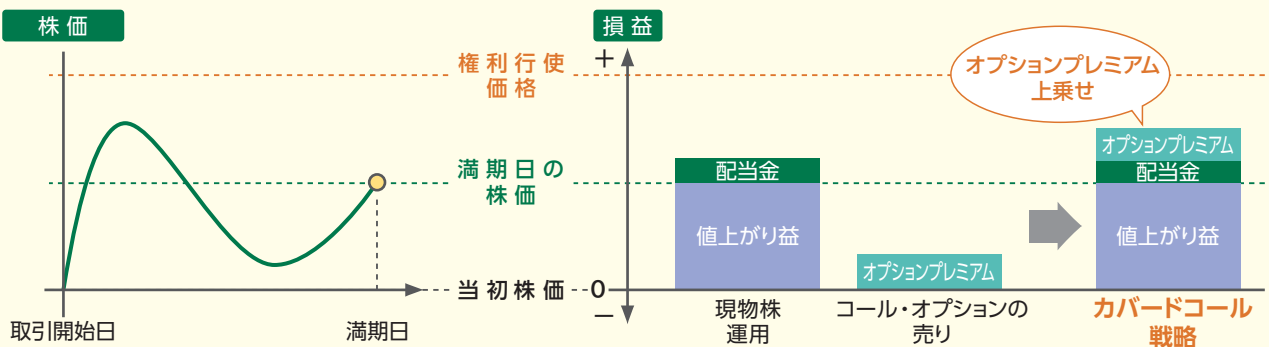 株価
権利行使
価格
満期日の
株価
当初株価
取引開始日
満期日
損益
+
0
−
オプションプレミアム
上乗せ
配当金
値上がり益
オプションプレミアム
オプションプレミアム
配当金
値上がり益
現物株
運用
コール・オプションの
売り
カバードコール
戦略